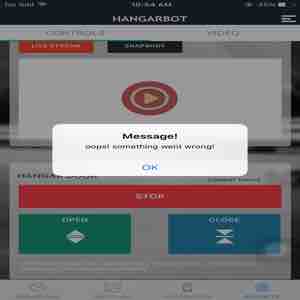 No SIM
10:54 AM
45%
HANGARBOT
CONTROLS
VIDEO
LIVE STREAM
SNAPSHOT
Message!
oops! something went wrong!
OK
HANGAR DOOR
STOP
OPEN
CLOSE